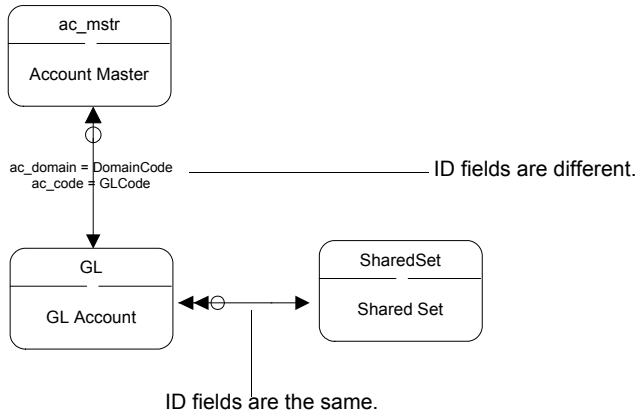 ac_mstr
Account Master
ac_domain = DomainCode
ac_code = GLCode
ID fields are different.
GL
GL Account
SharedSet
Shared Set
ID fields are the same.